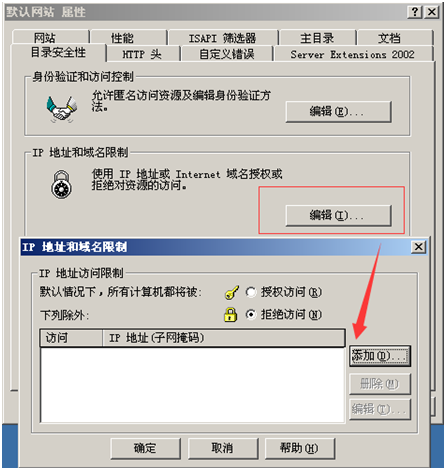 默认网站 属性
网站 性能 ISAPI 筛选器 主目录 文档
目录安全性 HTTP 头 自定义错误 Server Extensions 2002
身份验证和访问控制
允许匿名访问资源及编辑身份验证方
法。
编辑(E)...
IP 地址和域名限制
使用 IP 地址或 Internet 域名授权或
拒绝对资源的访问。
编辑(I)...
IP 地址和域名限制
IP 地址访问限制
默认情况下，所有计算机都将被: 授权访问(R)
下列除外: 拒绝访问(N)
访问 IP 地址(子网掩码)
添加(D)...
删除(M)
编辑(T)...
确定 取消 帮助(H)